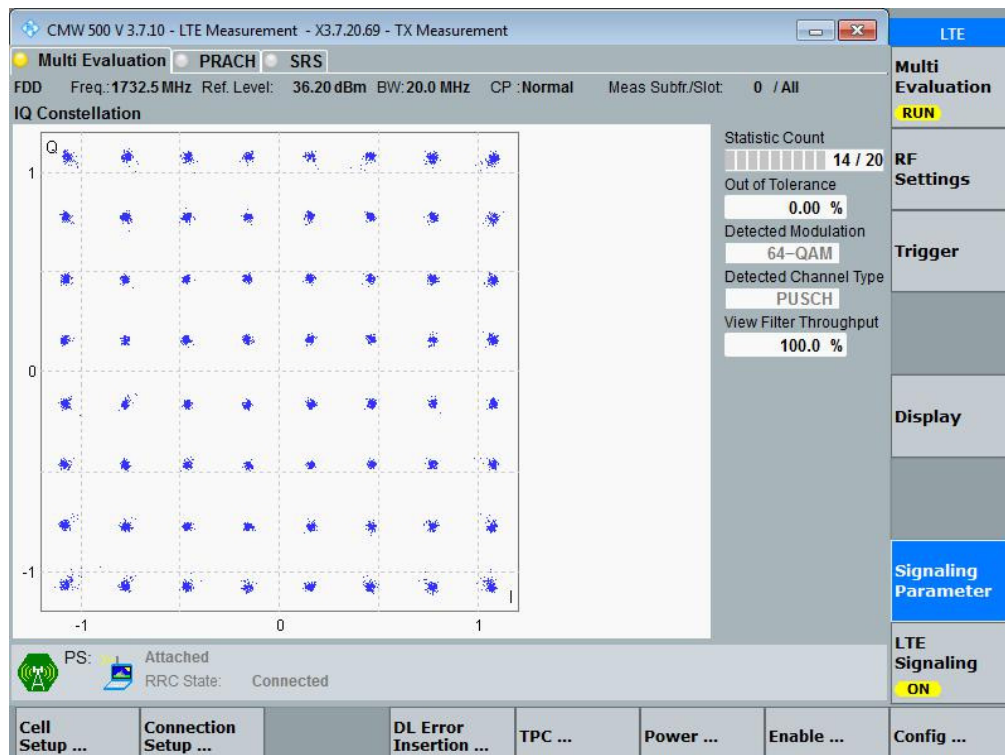 CMW 500 V 3.7.10 - LTE Measurement - X3.7.20.69 - TX Measurement
LTE
Multi Evaluation PRACH SRS
FDD Freq.:1732.5 MHz Ref. Level: 36.20 dBm BW:20.0 MHz CP :Normal Meas Subfr./Slot: 0 / All
IQ Constellation
Q
1
0
-1
-1 0 1
I
Statistic Count
14 / 20
Out of Tolerance
0.00 %
Detected Modulation
64-QAM
Detected Channel Type
PUSCH
View Filter Throughput
100.0 %
Multi
Evaluation
RUN
RF
Settings
Trigger
Display
Signaling
Parameter
LTE
Signaling
ON
PS: Attached
RRC State: Connected
Cell
Setup ...
Connection
Setup ...
DL Error
Insertion ...
TPC ...
Power ...
Enable ...
Config ...